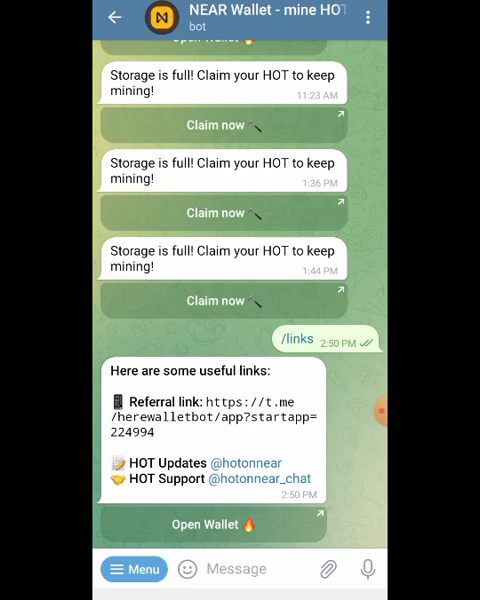 NEAR Wallet - mine HOT
bot
Open Wallet 🔥
Storage is full! Claim your HOT to keep
mining!
11:23 AM
Claim now 🔨
Storage is full! Claim your HOT to keep
mining!
1:36 PM
Claim now 🔨
Storage is full! Claim your HOT to keep
mining!
1:44 PM
Claim now 🔨
/links 2:50 PM
Here are some useful links:
📱 Referral link: https://t.me
/herewalletbot/app?startapp=
224994
📝 HOT Updates @hotonnear
🤝 HOT Support @hotonnear_chat
2:50 PM
Open Wallet 🔥
Menu
Message